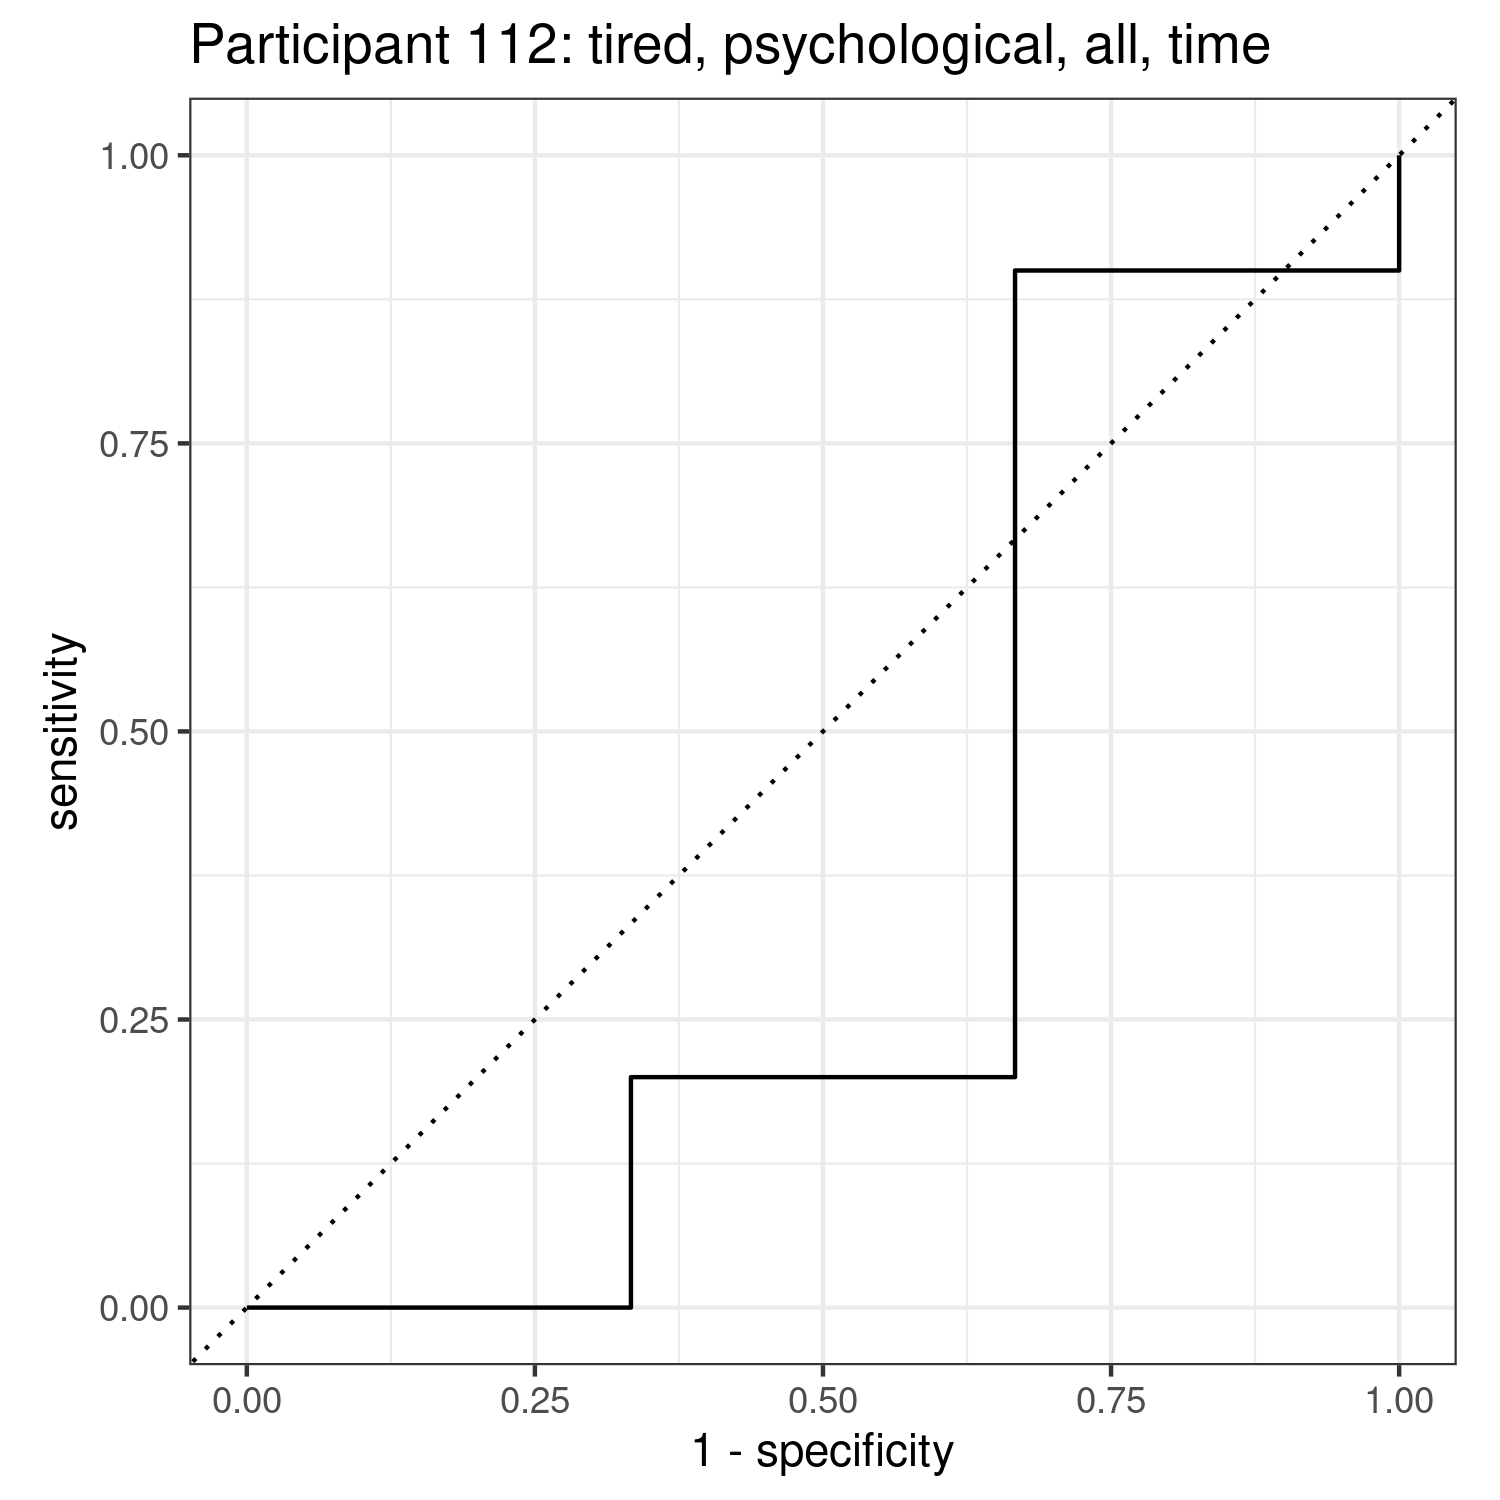 Participant 112: tired, psychological, all, time
1.00
0.75
0.50
0.25
0.00
sensitivity
0.00 0.25 0.50 0.75 1.00
1 - specificity